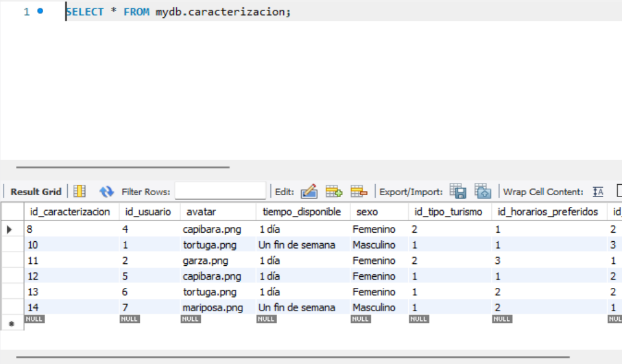 1 SELECT * FROM mydb.caracterizacion;
Result Grid Filter Rows: Edit: Export/Import: Wrap Cell Content: IA
id_caracterizacion id_usuario avatar tiempo_disponible sexo id_tipo_turismo id_horarios_preferidos id_
8 4 capibara.png 1 día Femenino 2 1 2
10 1 tortuga.png Un fin de semana Masculino 1 1 3
11 2 garza.png 1 día Femenino 2 3 1
12 5 capibara.png 1 día Femenino 1 1 2
13 6 tortuga.png 1 día Femenino 1 2 2
14 7 mariposa.png Un fin de semana Masculino 1 2 1
NULL NULL NULL NULL NULL NULL NULL NUL